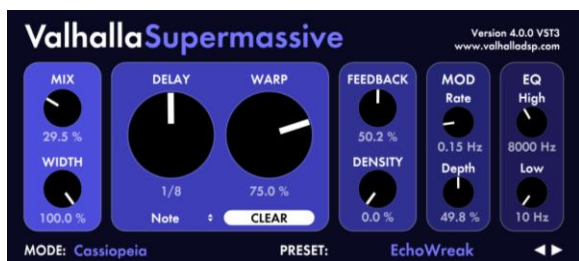 ValhallaSupermassive
Version 4.0.0 VST3
www.valhalladsp.com
MIX
29.5 %
WIDTH
100.0 %
DELAY
1/8
Note
WARP
75.0 %
CLEAR
FEEDBACK
50.2 %
DENSITY
0.0 %
MOD
Rate
0.15 Hz
Depth
49.8 %
EQ
High
8000 Hz
Low
10 Hz
MODE: Cassiopeia
PRESET: EchoWreak